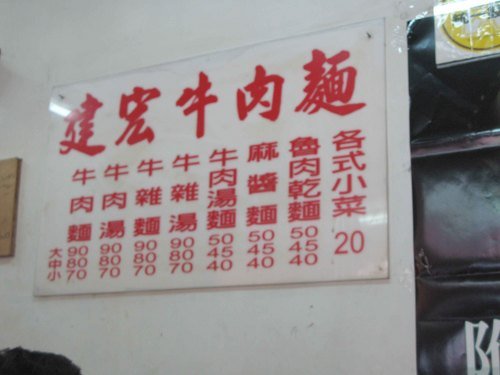 建宏牛肉麵
各式小菜 20
魯肉乾麵 50 45 40
麻醬麵 50 45 40
牛肉湯麵 50 45 40
牛雜湯 90 80 70
牛雜麵 90 80 70
牛肉湯 90 80 70
牛肉麵 90 80 70
大 中 小